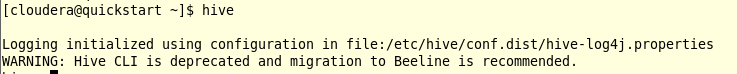 [cloudera@quickstart ~]$ hive
Logging initialized using configuration in file:/etc/hive/conf.dist/hive-log4j.properties
WARNING: Hive CLI is deprecated and migration to Beeline is recommended.